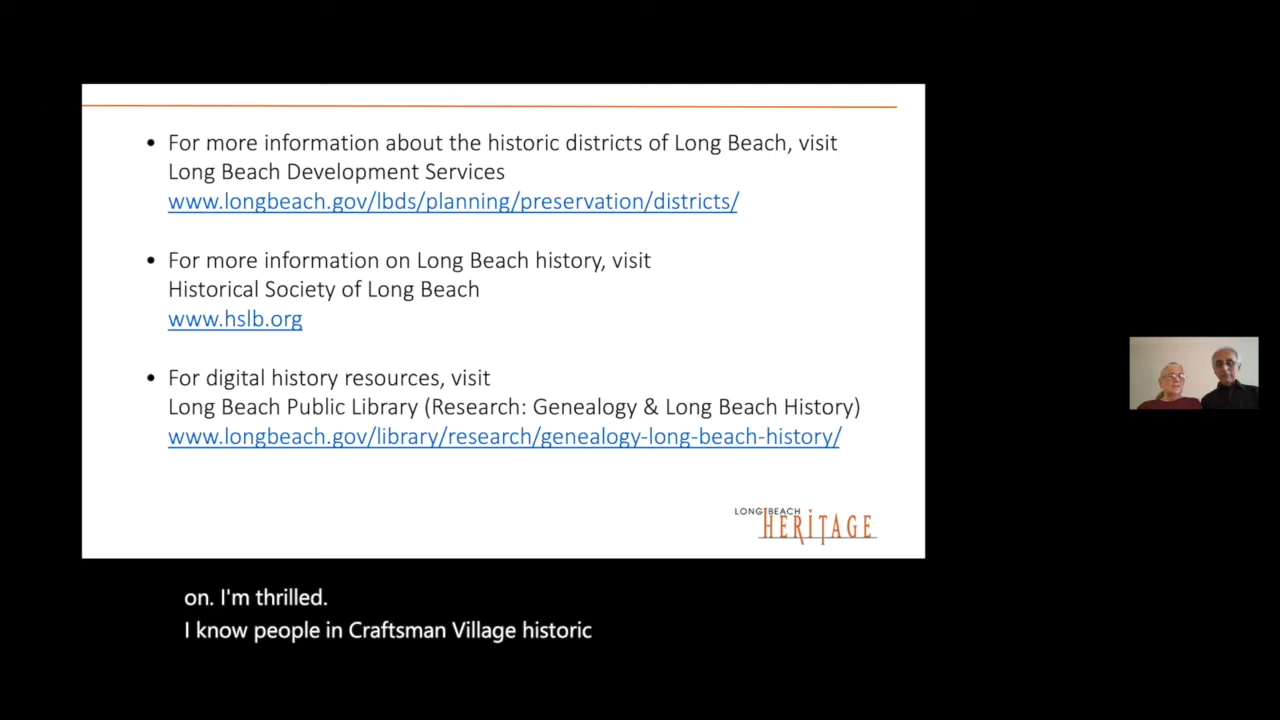 • For more information about the historic districts of Long Beach, visit
Long Beach Development Services
www.longbeach.gov/lbds/planning/preservation/districts/
• For more information on Long Beach history, visit
Historical Society of Long Beach
www.hslb.org
• For digital history resources, visit
Long Beach Public Library (Research: Genealogy & Long Beach History)
www.longbeach.gov/library/research/genealogy-long-beach-history/
LONG BEACH
HERITAGE
on. I'm thrilled.
I know people in Craftsman Village historic